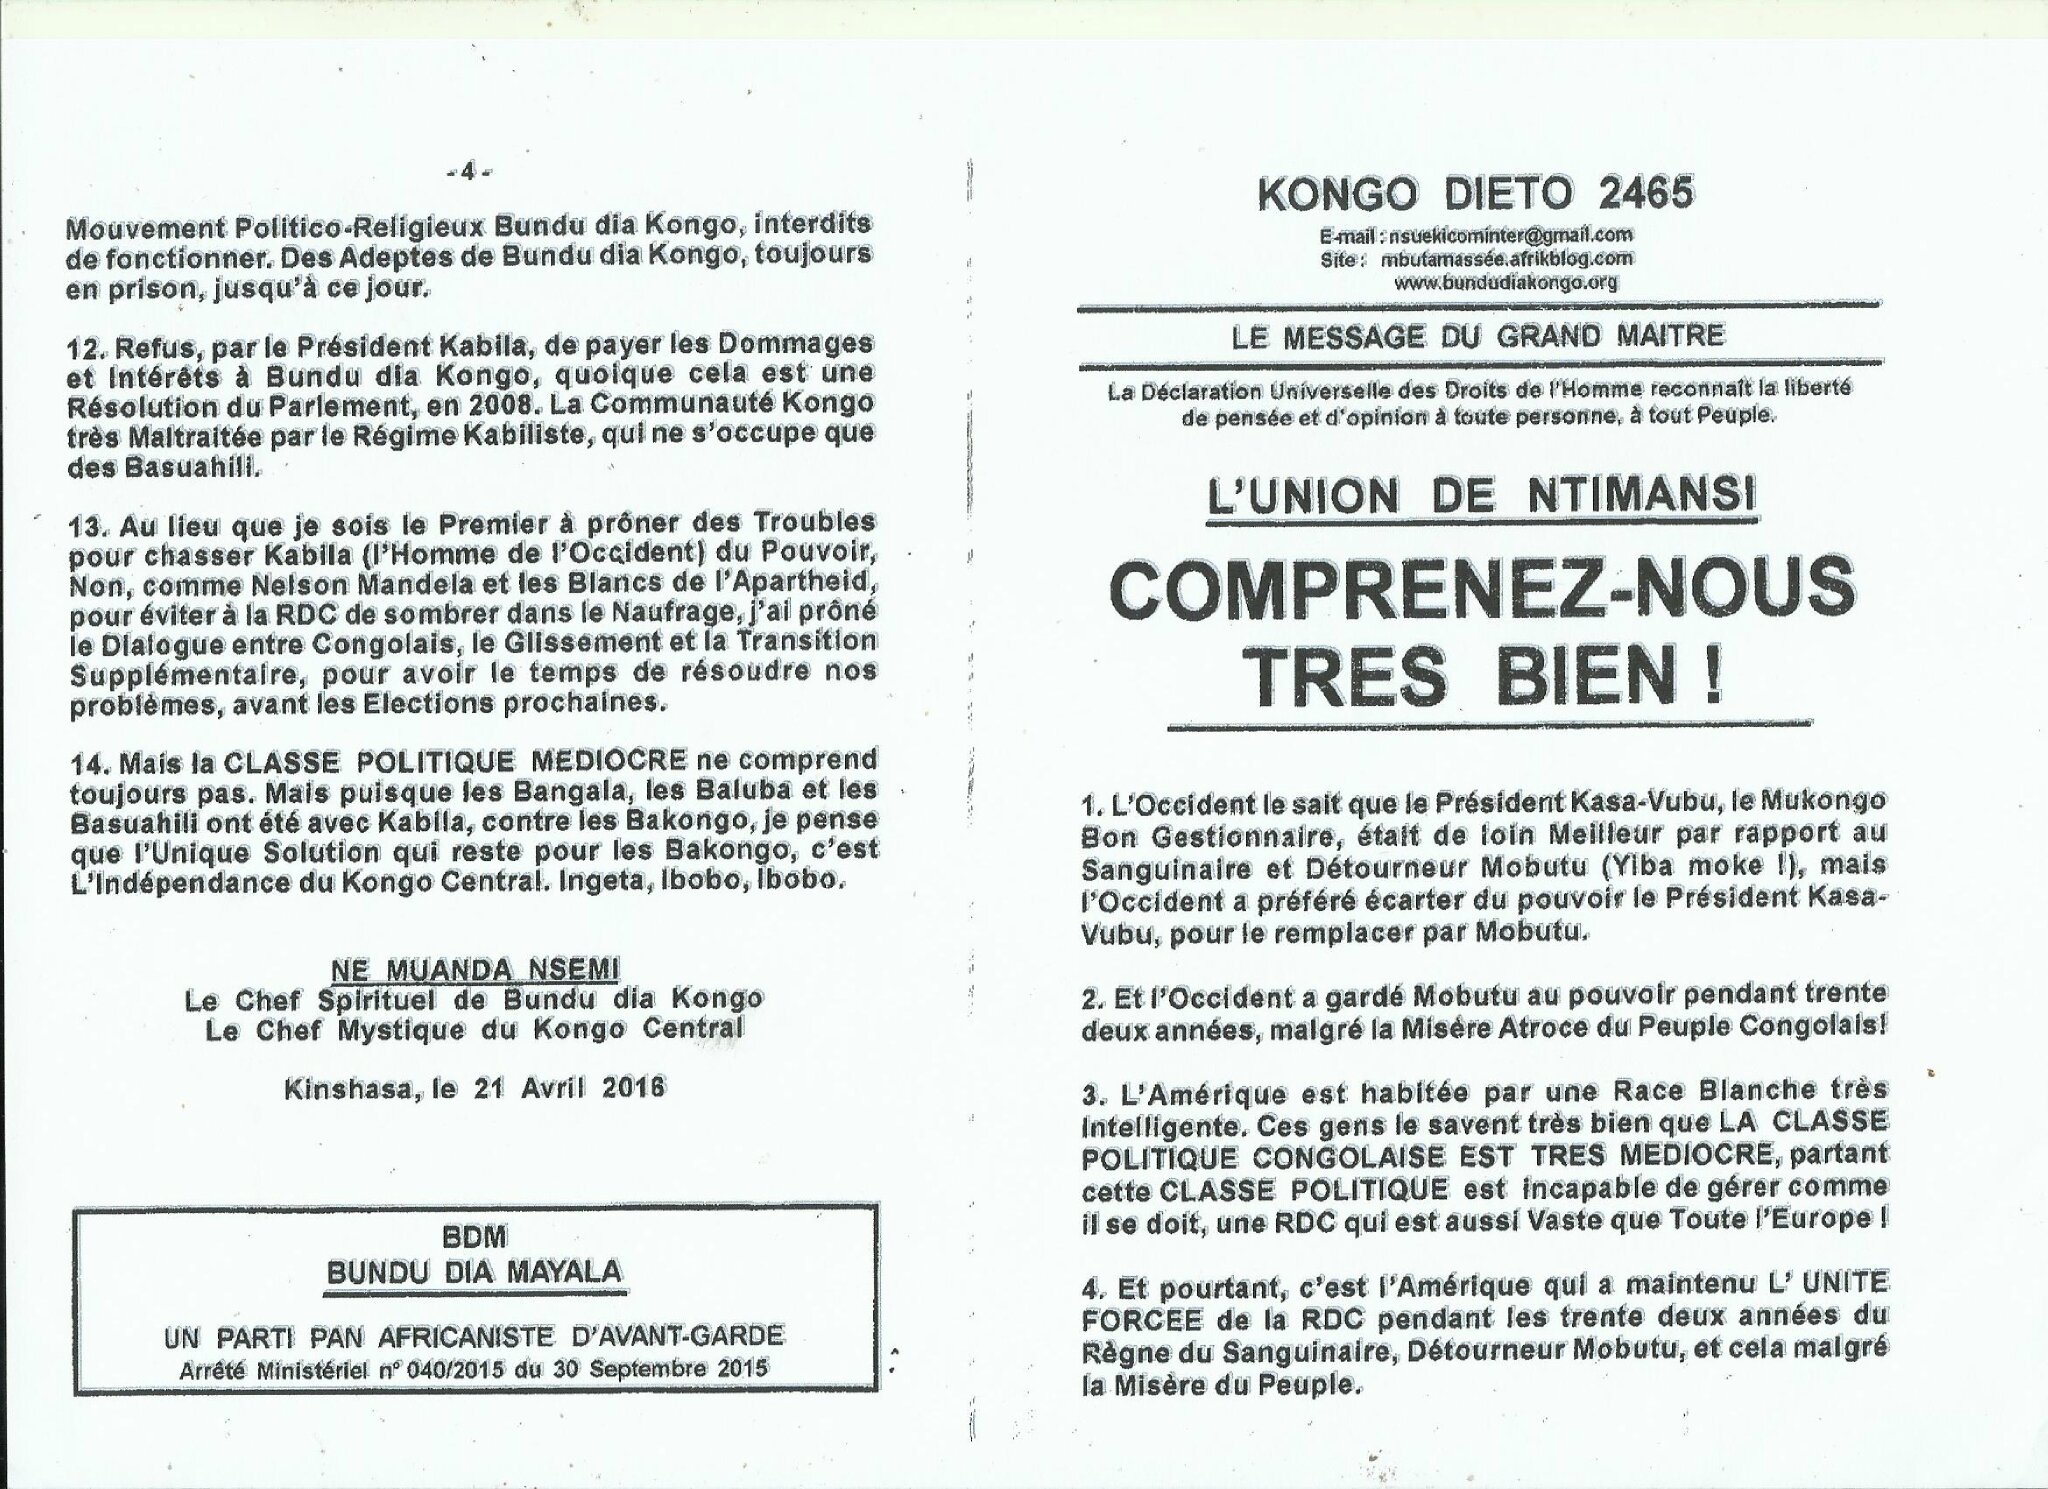 - 4 -
Mouvement Politico-Religieux Bundu dia Kongo, interdits
de fonctionner. Des Adeptes de Bundu dia Kongo, toujours
en prison, jusqu'à ce jour.
12. Refus, par le Président Kabila, de payer les Dommages
et Intérêts à Bundu dia Kongo, quoique cela est une
Résolution du Parlement, en 2008. La Communauté Kongo
très Maltraitée par le Régime Kabiliste, qui ne s'occupe que
des Basuahili.
13. Au lieu que je sois le Premier à prôner des Troubles
pour chasser Kabila (l'Homme de l'Occident) du Pouvoir,
Non, comme Nelson Mandela et les Blancs de l'Apartheid,
pour éviter à la RDC de sombrer dans le Naufrage, j'ai prôné
le Dialogue entre Congolais, le Glissement et la Transition
Supplémentaire, pour avoir le temps de résoudre nos
problèmes, avant les Elections prochaines.
14. Mais la CLASSE POLITIQUE MEDIOCRE ne comprend
toujours pas. Mais puisque les Bangala, les Baluba et les
Basuahili ont été avec Kabila, contre les Bakongo, je pense
que l'Unique Solution qui reste pour les Bakongo, c'est
L'Indépendance du Kongo Central. Ingeta, Ibobo, Ibobo.
NE MUANDA NSEMI
Le Chef Spirituel de Bundu dia Kongo
Le Chef Mystique du Kongo Central
Kinshasa, le 21 Avril 2016
BDM
BUNDU DIA MAYALA
UN PARTI PAN AFRICANISTE D'AVANT-GARDE
Arrêté Ministériel n° 040/2015 du 30 Septembre 2015
KONGO DIETO 2465
E-mail : nsuekicominter@gmail.com
Site : mbutamassée.afrikblog.com
www.bundudiakongo.org
LE MESSAGE DU GRAND MAITRE
La Déclaration Universelle des Droits de l'Homme reconnaît la liberté
de pensée et d'opinion à toute personne, à tout Peuple.
L'UNION DE NTIMANSI
COMPRENEZ-NOUS
TRES BIEN !
1. L'Occident le sait que le Président Kasa-Vubu, le Mukongo
Bon Gestionnaire, était de loin Meilleur par rapport au
Sanguinaire et Détourneur Mobutu (Yiba moke !), mais
l'Occident a préféré écarter du pouvoir le Président Kasa-
Vubu, pour le remplacer par Mobutu.
2. Et l'Occident a gardé Mobutu au pouvoir pendant trente
deux années, malgré la Misère Atroce du Peuple Congolais!
3. L'Amérique est habitée par une Race Blanche très
Intelligente. Ces gens le savent très bien que LA CLASSE
POLITIQUE CONGOLAISE EST TRES MEDIOCRE, partant
cette CLASSE POLITIQUE est incapable de gérer comme
il se doit, une RDC qui est aussi Vaste que Toute l'Europe !
4. Et pourtant, c'est l'Amérique qui a maintenu L' UNITE
FORCEE de la RDC pendant les trente deux années du
Règne du Sanguinaire, Détourneur Mobutu, et cela malgré
la Misère du Peuple.